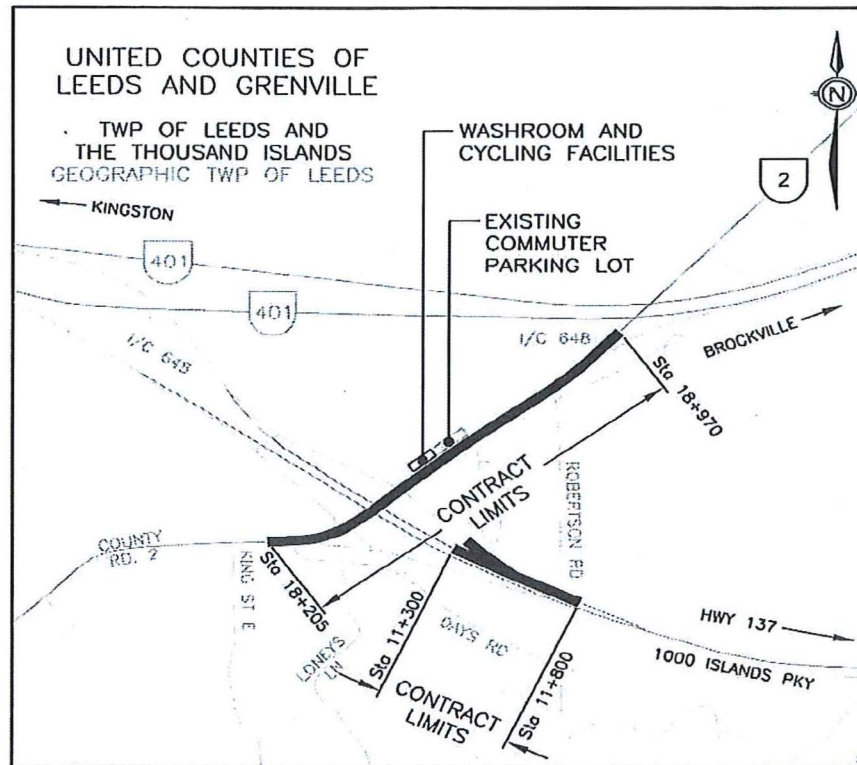 UNITED COUNTIES OF
LEEDS AND GRENVILLE
TWP OF LEEDS AND
THE THOUSAND ISLANDS
GEOGRAPHIC TWP OF LEEDS
KINGSTON
WASHROOM AND
CYCLING FACILITIES
EXISTING
COMMUTER
PARKING LOT
N
2
401
401
I/C 648
I/C 648
BROCKVILLE
Sta 18+970
CONTRACT
LIMITS
ROBERTSON RD
COUNTY
RD. 2
KING ST E
Sta 18+205
LONEYS
LN
Sta 11+300
DAYS RD
Sta 11+800
HWY 137
1000 ISLANDS PKY
CONTRACT
LIMITS